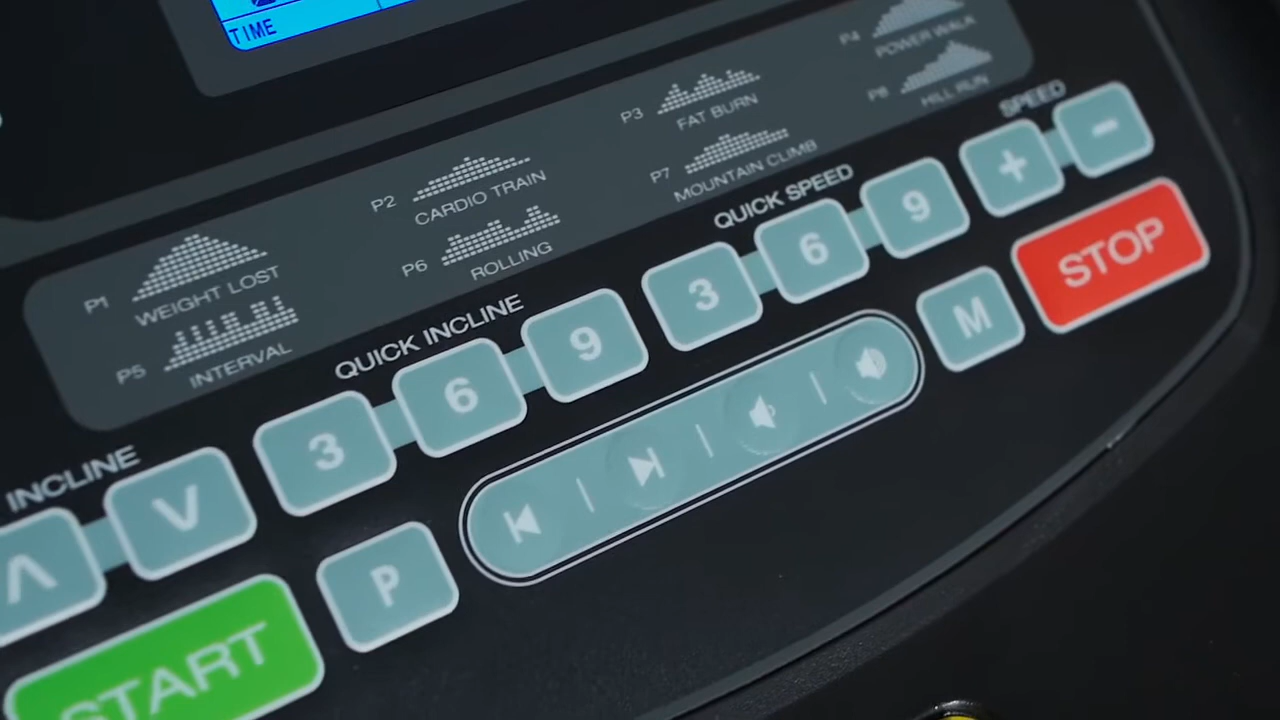 TIME
P1
WEIGHT LOST
P2
CARDIO TRAIN
P3
FAT BURN
P4
POWER WALK
P5
INTERVAL
P6
ROLLING
P7
MOUNTAIN CLIMB
P8
HILL RUN
INCLINE
Λ V
QUICK INCLINE
3 6 9
QUICK SPEED
3 6 9
SPEED
+ -
START
P
M
STOP